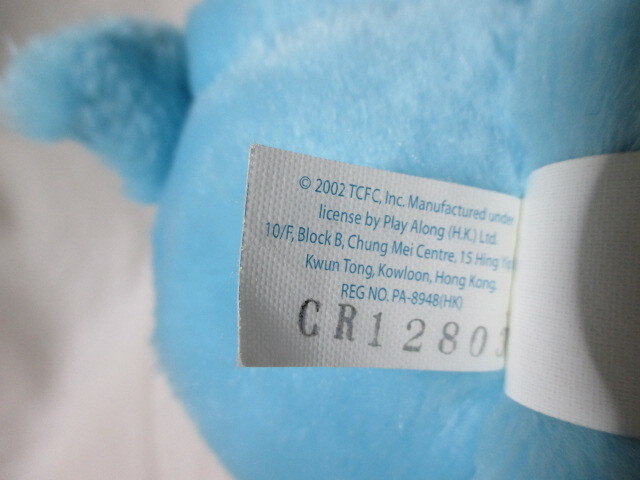 © 2002 TCFC, Inc. Manufactured under
license by Play Along (H.K.) Ltd.
10/F, Block B, Chung Mei Centre, 15 Hing
Kwun Tong, Kowloon, Hong Kong.
REG NO. PA-8948(HK)
CR12803